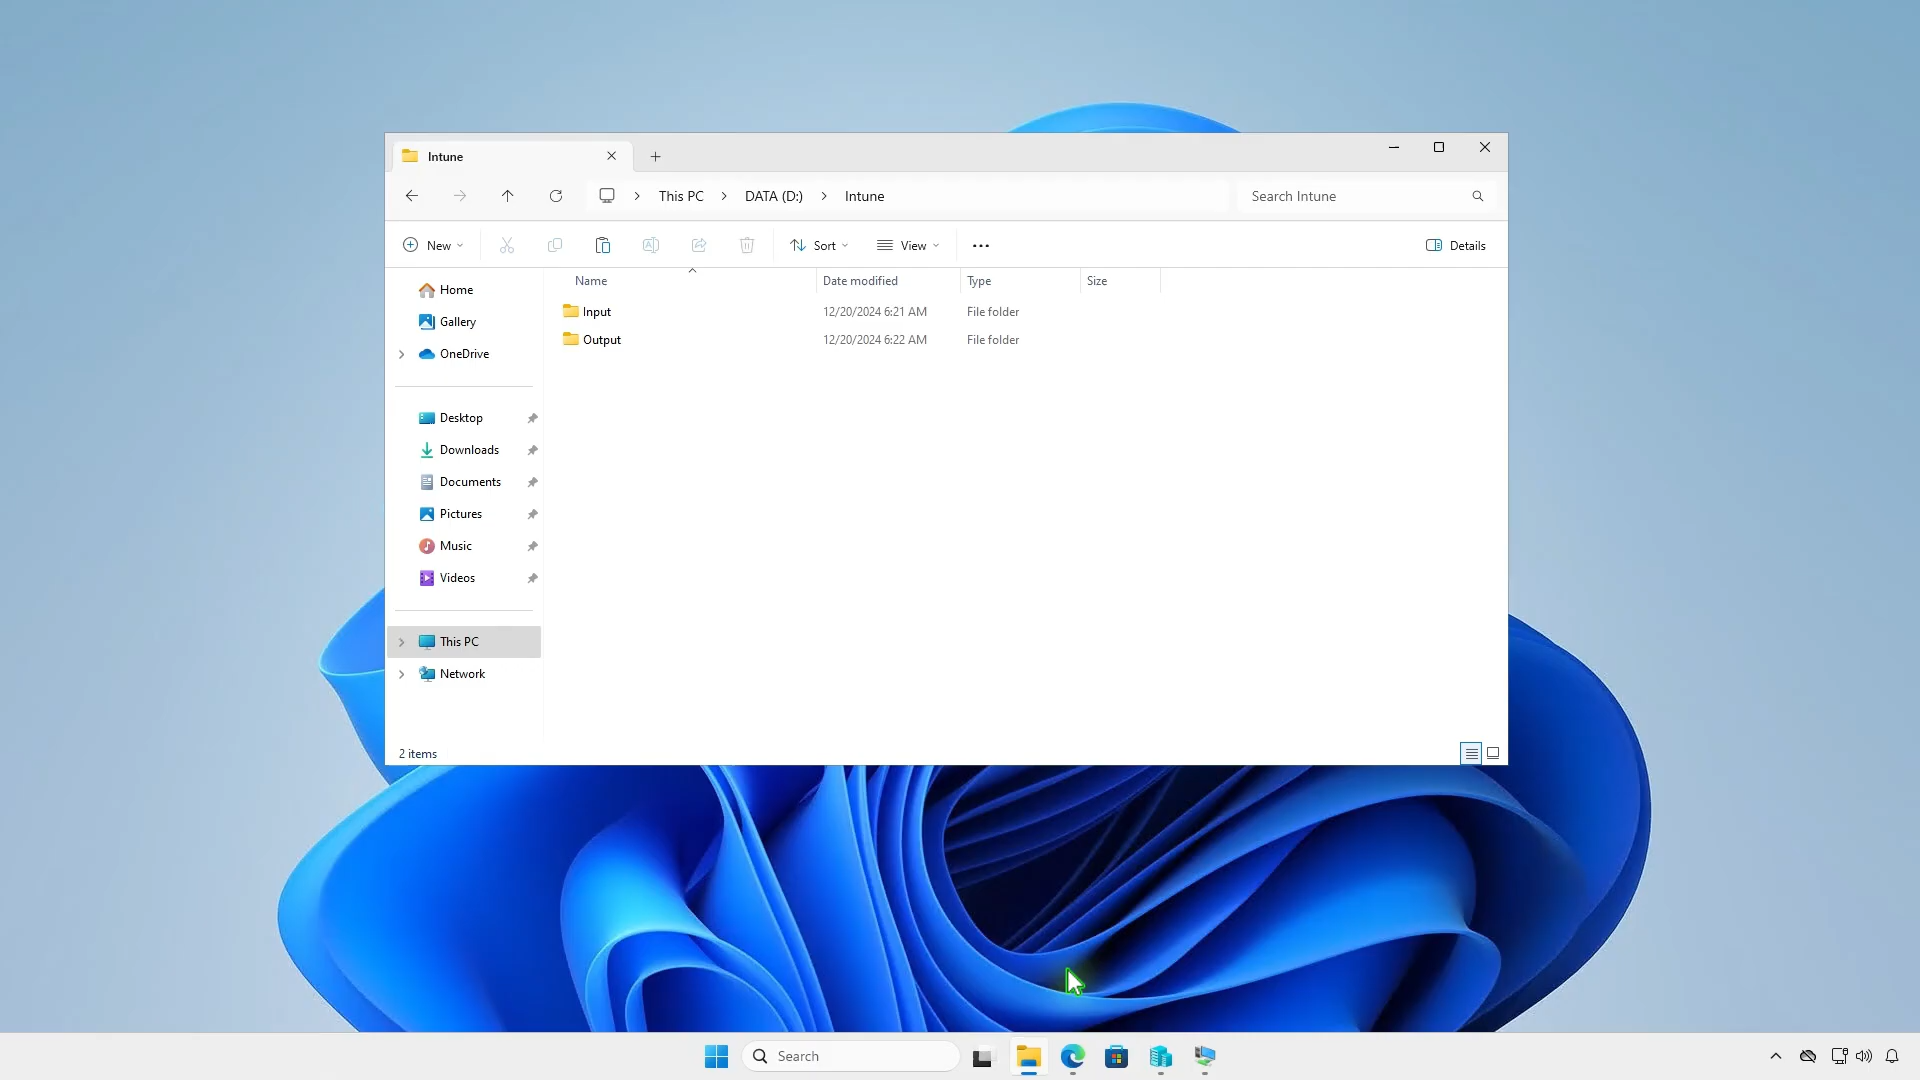 Intune
This PC
DATA (D:)
Intune
Search Intune
New
Sort
View
Details
Name
Date modified
Type
Size
Home
Gallery
OneDrive
Desktop
Downloads
Documents
Pictures
Music
Videos
This PC
Network
Input 12/20/2024 6:21 AM File folder
Output 12/20/2024 6:22 AM File folder
2 items
Search